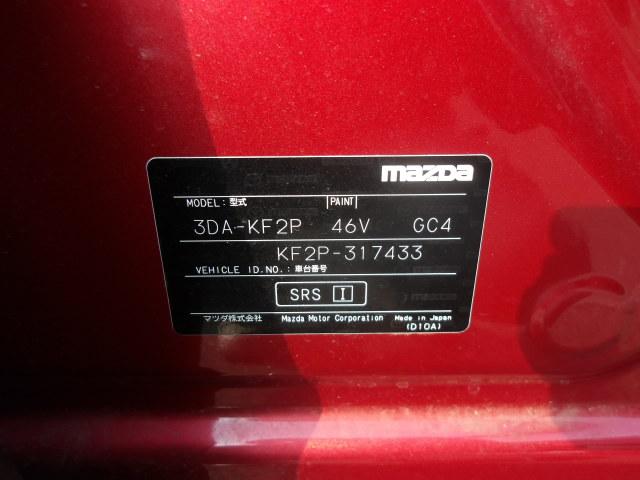 mazda
MODEL: 型式 PAINT
3DA-KF2P 46V GC4
KF2P-317433
VEHICLE ID.NO.: 車台番号
SRS I
マツダ株式会社 Mazda Motor Corporation Made in Japan
(D10A)